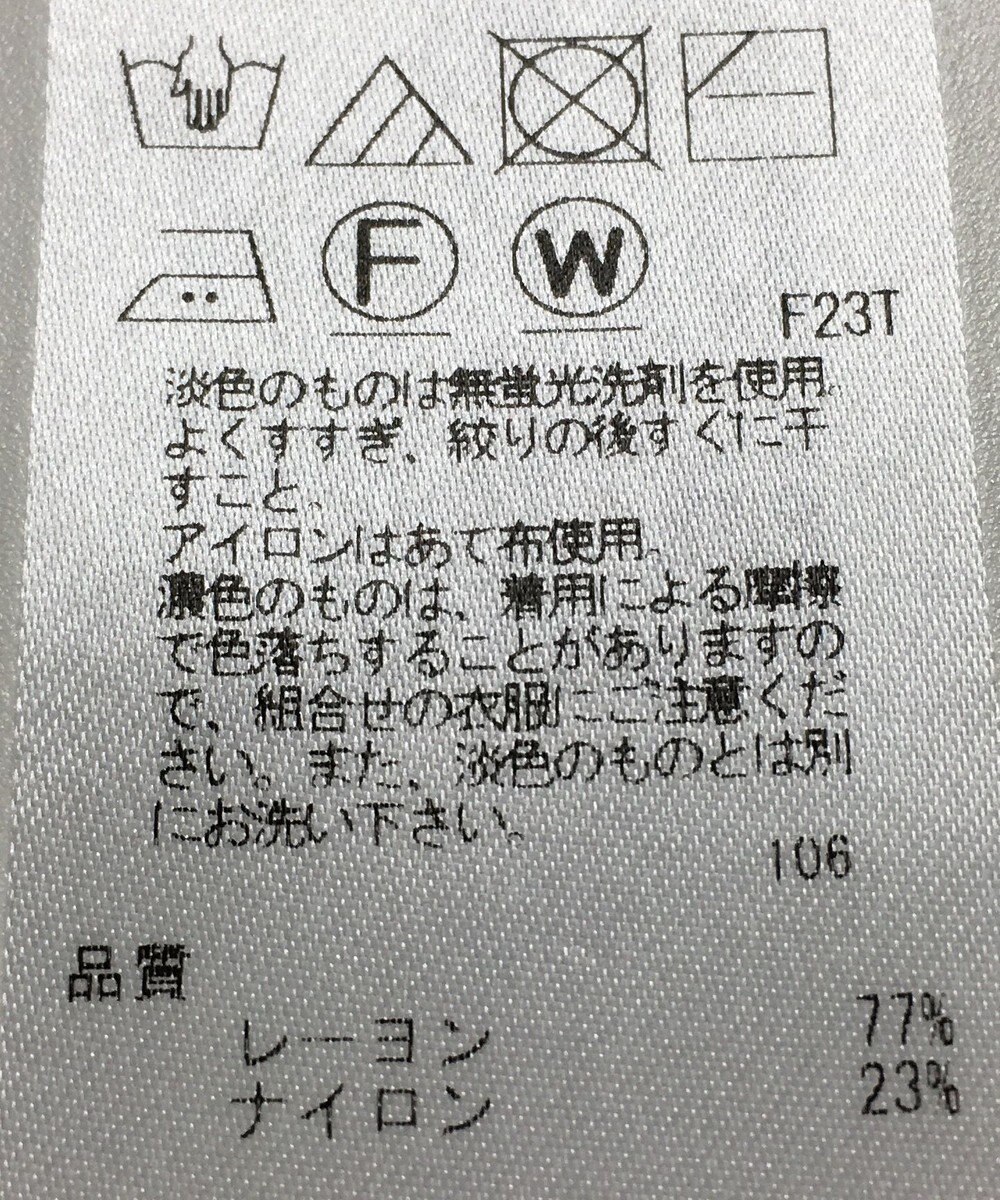 F
W
F23T
淡色のものは無蛍光洗剤を使用。
よくすすぎ、絞りの後すぐに干
すこと、
アイロンはあて布使用。
濃色のものは、着用による摩擦
で色落ちすることがありますの
で、組合せの衣服にご注意くだ
さい。また、淡色のものとは別
にお洗い下さい。
106
品質
レーヨン 77%
ナイロン 23%